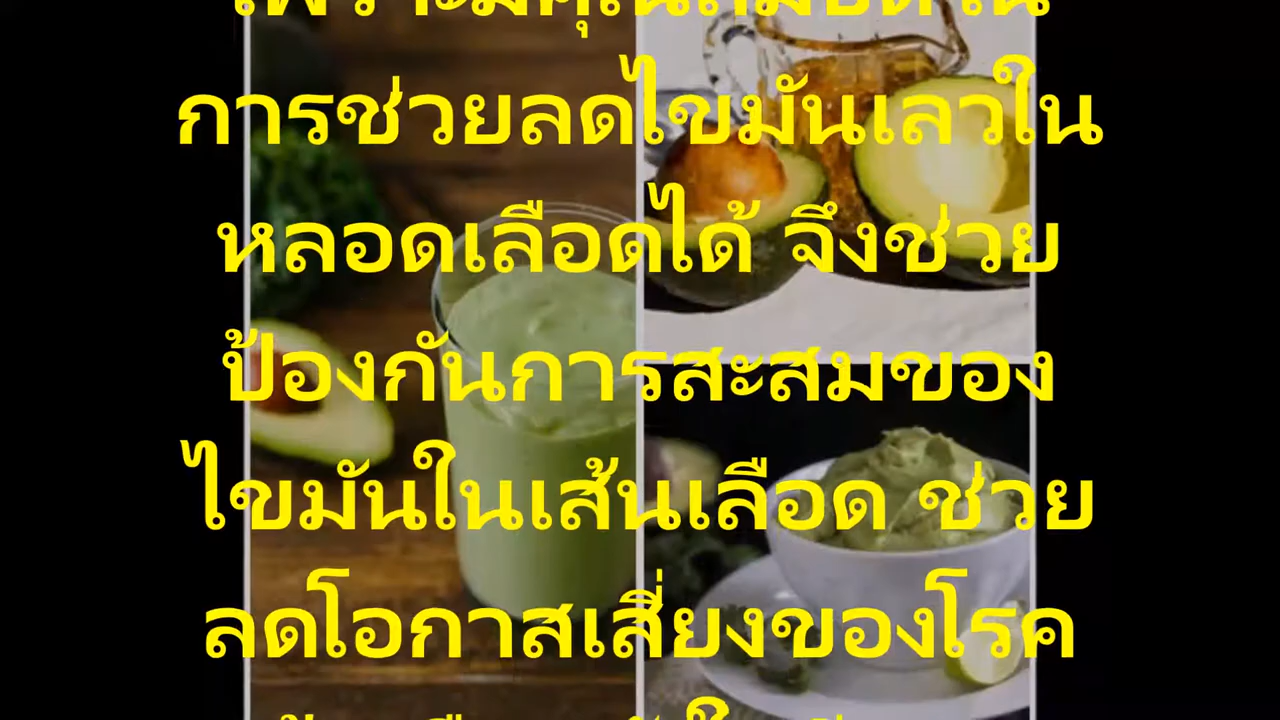 การช่วยลดไขมันเลวใน
หลอดเลือดได้ จึงช่วย
ป้องกันการสะสมของ
ไขมันในเส้นเลือด ช่วย
ลดโอกาสเสี่ยงของโรค